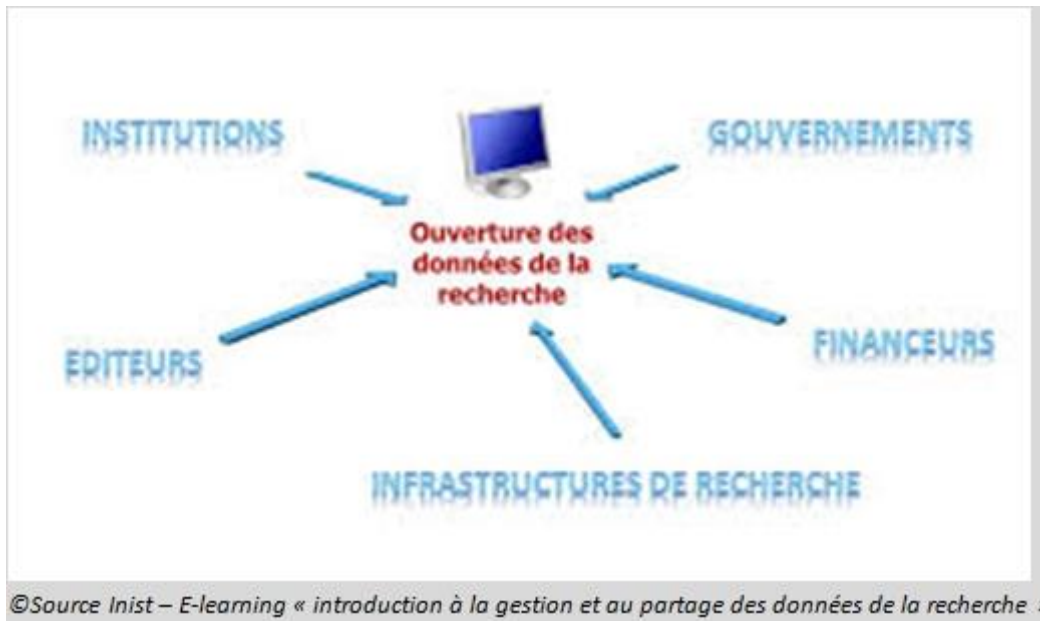 INSTITUTIONS
GOUVERNEMENTS
Ouverture des
données de la
recherche
EDITEURS
FINANCEURS
INFRASTRUCTURES DE RECHERCHE
©Source Inist – E-learning « introduction à la gestion et au partage des données de la recherche »